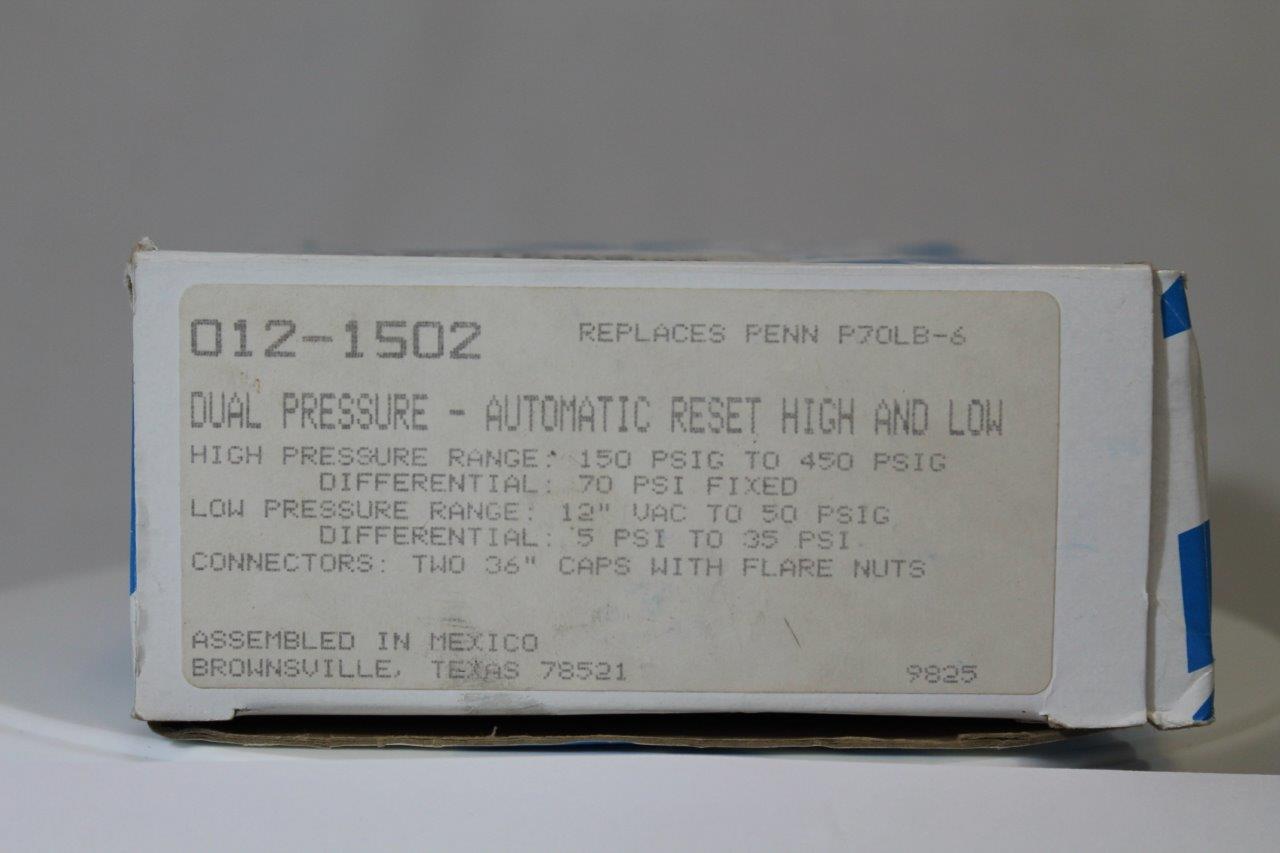 012-1502 REPLACES PENN P70LB-6
DUAL PRESSURE - AUTOMATIC RESET HIGH AND LOW
HIGH PRESSURE RANGE: 150 PSIG TO 450 PSIG
DIFFERENTIAL: 70 PSI FIXED
LOW PRESSURE RANGE: 12" VAC TO 50 PSIG
DIFFERENTIAL: 5 PSI TO 35 PSI
CONNECTORS: TWO 36" CAPS WITH FLARE NUTS
ASSEMBLED IN MEXICO
BROWNSVILLE, TEXAS 78521 9825